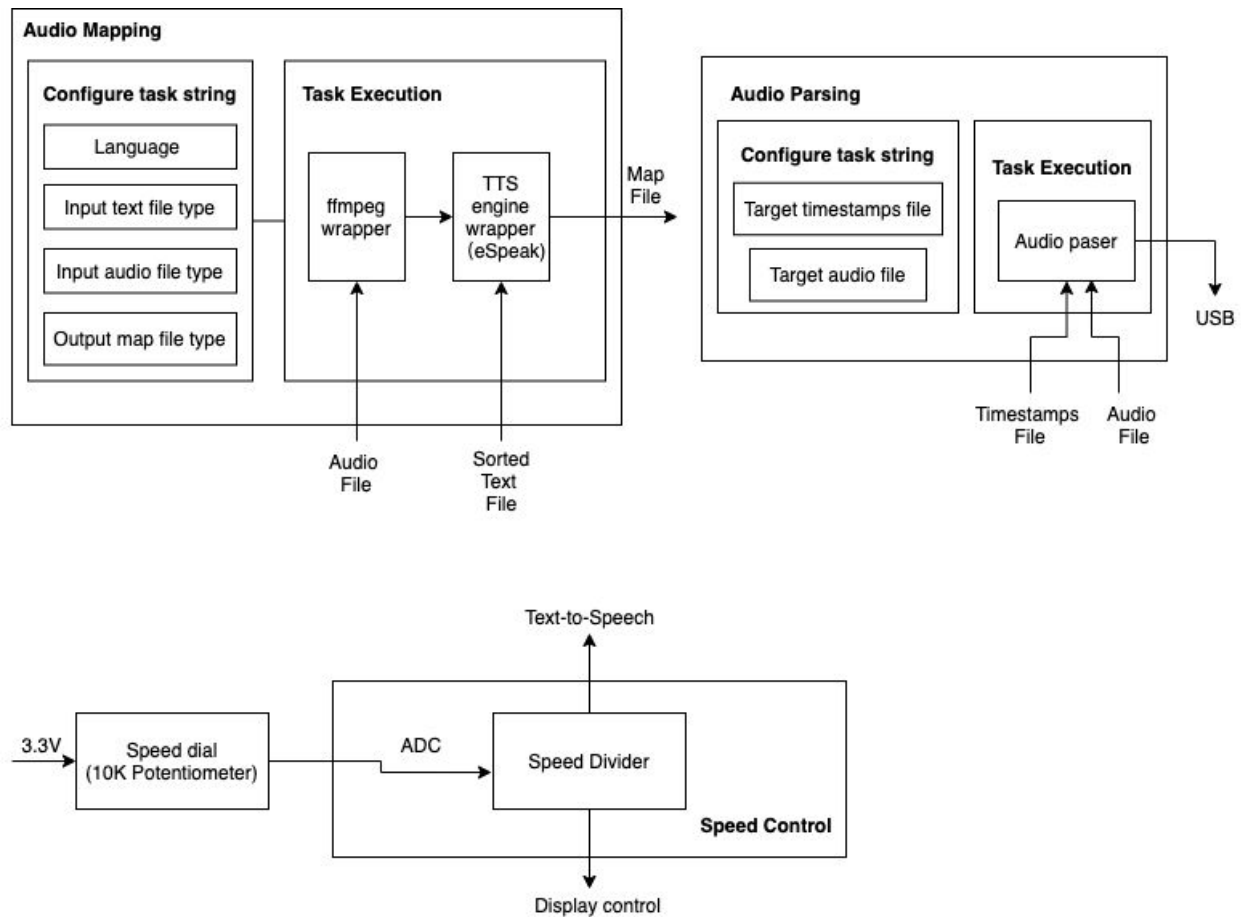 Audio Mapping
Configure task string
Language
Input text file type
Input audio file type
Output map file type
Task Execution
ffmpeg
wrapper
TTS
engine
wrapper
(eSpeak)
Map
File
Audio
File
Sorted
Text
File
Audio Parsing
Configure task string
Target timestamps file
Target audio file
Task Execution
Audio paser
USB
Timestamps
File
Audio
File
Text-to-Speech
3.3V
Speed dial
(10K Potentiometer)
ADC
Speed Divider
Speed Control
Display control